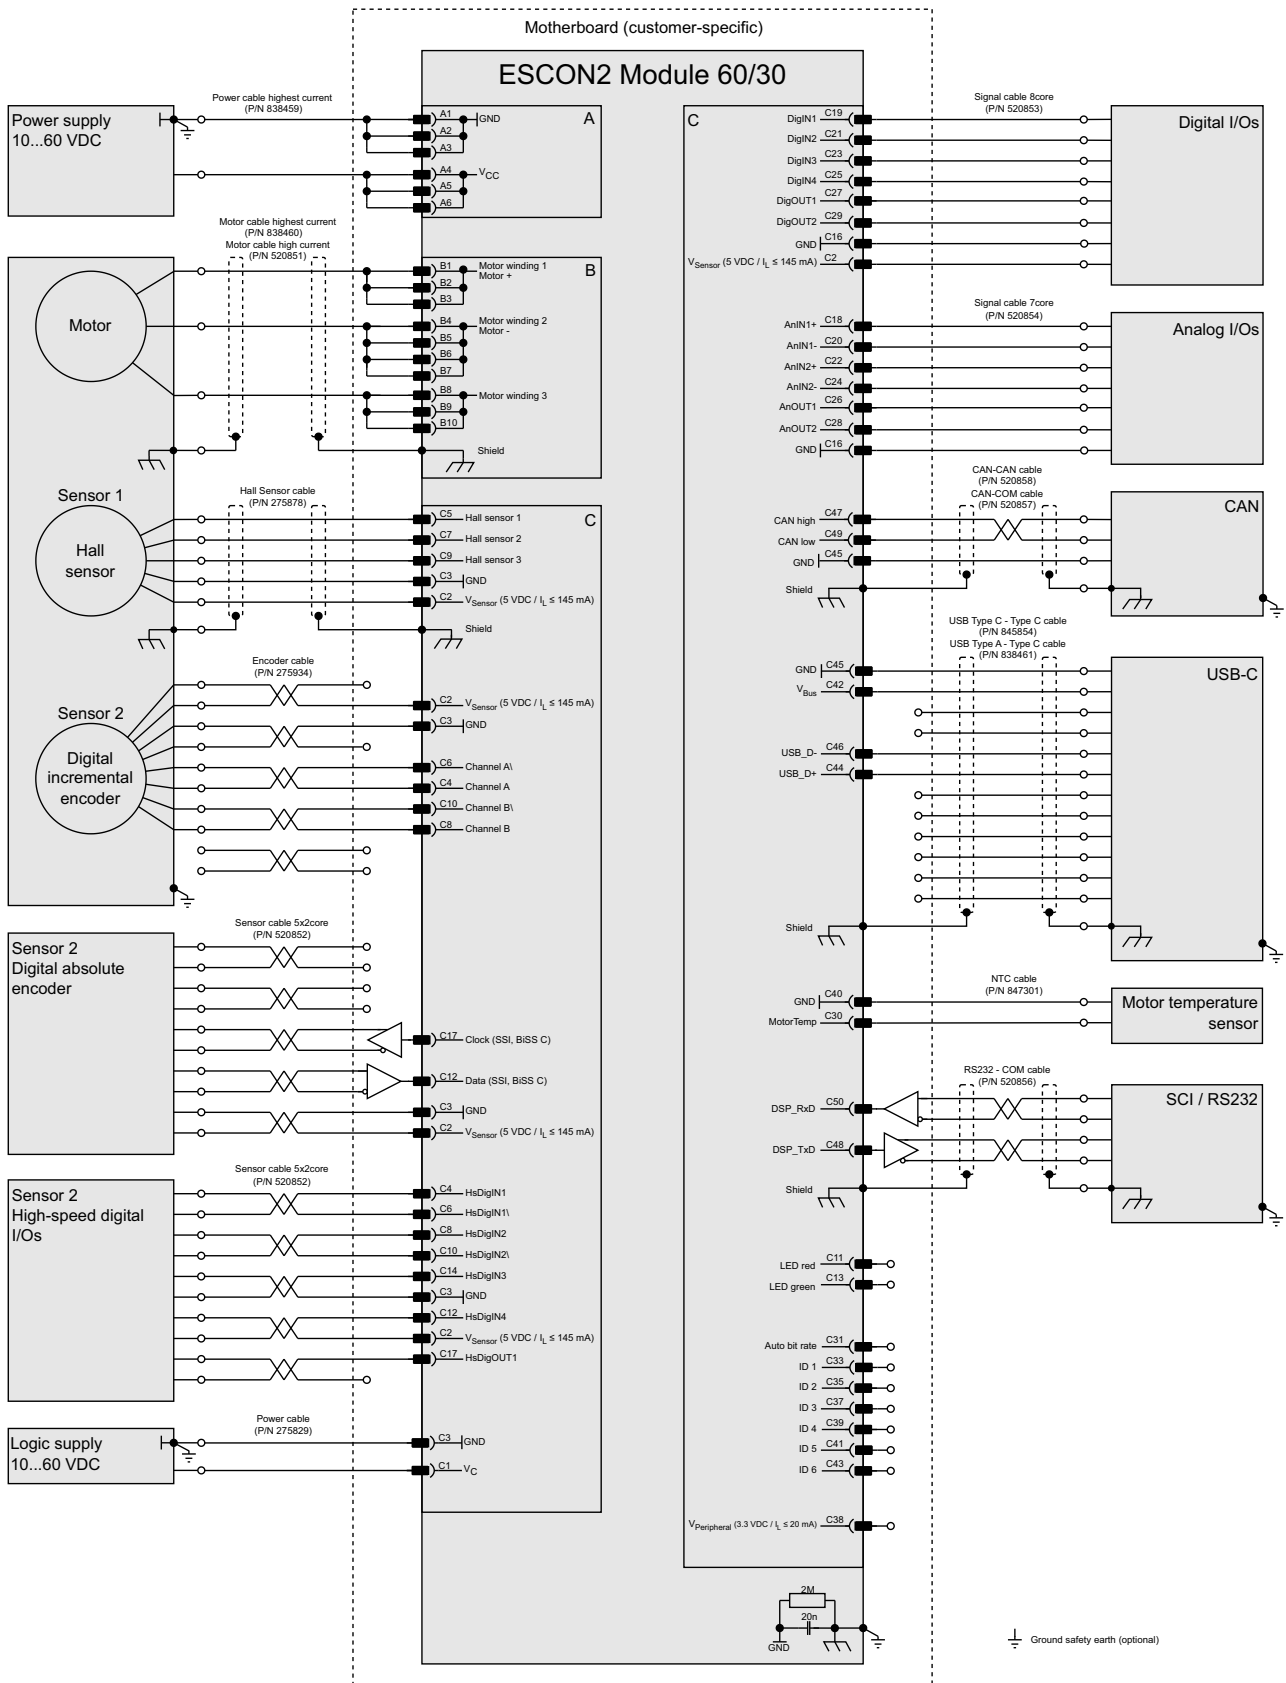 Motherboard (customer-specific)
ESCON2 Module 60/30
Power supply
10...60 VDC
Power cable highest current
(P/N 838459)
A
A1
GND
A2
A3
A4
VCC
A5
A6
Motor cable highest current
(P/N 838460)
Motor cable high current
(P/N 520851)
Motor
B
B1
Motor winding 1
Motor +
B2
B3
B4
Motor winding 2
Motor -
B5
B6
B7
B8
Motor winding 3
B9
B10
Shield
Sensor 1
Hall
sensor
Hall Sensor cable
(P/N 275878)
C
C5
Hall sensor 1
C7
Hall sensor 2
C9
Hall sensor 3
C3
GND
C2
VSensor (5 VDC / IL ≤ 145 mA)
Shield
Encoder cable
(P/N 275934)
Sensor 2
Digital
incremental
encoder
C2
VSensor (5 VDC / IL ≤ 145 mA)
C3
GND
C6
Channel A\
C4
Channel A
C10
Channel B\
C8
Channel B
Sensor cable 5x2core
(P/N 520852)
Sensor 2
Digital absolute
encoder
C17
Clock (SSI, BiSS C)
C12
Data (SSI, BiSS C)
C3
GND
C2
VSensor (5 VDC / IL ≤ 145 mA)
Sensor cable 5x2core
(P/N 520852)
Sensor 2
High-speed digital
I/Os
C4
HsDigIN1
C6
HsDigIN1\
C8
HsDigIN2
C10
HsDigIN2\
C14
HsDigIN3
C3
GND
C12
HsDigIN4
C2
VSensor (5 VDC / IL ≤ 145 mA)
C17
HsDigOUT1
Power cable
(P/N 275829)
Logic supply
10...60 VDC
C3
GND
C1
VC
C
DigIN1
C19
DigIN2
C21
DigIN3
C23
DigIN4
C25
DigOUT1
C27
DigOUT2
C29
GND
C16
VSensor (5 VDC / IL ≤ 145 mA)
C2
Signal cable 8core
(P/N 520853)
Digital I/Os
AnIN1+
C18
AnIN1-
C20
AnIN2+
C22
AnIN2-
C24
AnOUT1
C26
AnOUT2
C28
GND
C16
Signal cable 7core
(P/N 520854)
Analog I/Os
CAN-CAN cable
(P/N 520858)
CAN-COM cable
(P/N 520857)
CAN
CAN high
C47
CAN low
C49
GND
C45
Shield
USB Type C - Type C cable
(P/N 845854)
USB Type A - Type C cable
(P/N 838461)
USB-C
GND
C45
VBus
C42
USB_D-
C46
USB_D+
C44
Shield
NTC cable
(P/N 847301)
Motor temperature
sensor
GND
C40
MotorTemp
C30
RS232 - COM cable
(P/N 520856)
SCI / RS232
DSP_RxD
C50
DSP_TxD
C48
Shield
LED red
C11
LED green
C13
Auto bit rate
C31
ID 1
C33
ID 2
C35
ID 3
C37
ID 4
C39
ID 5
C41
ID 6
C43
VPeripheral (3.3 VDC / IL ≤ 20 mA)
C38
2M
20n
GND
Ground safety earth (optional)